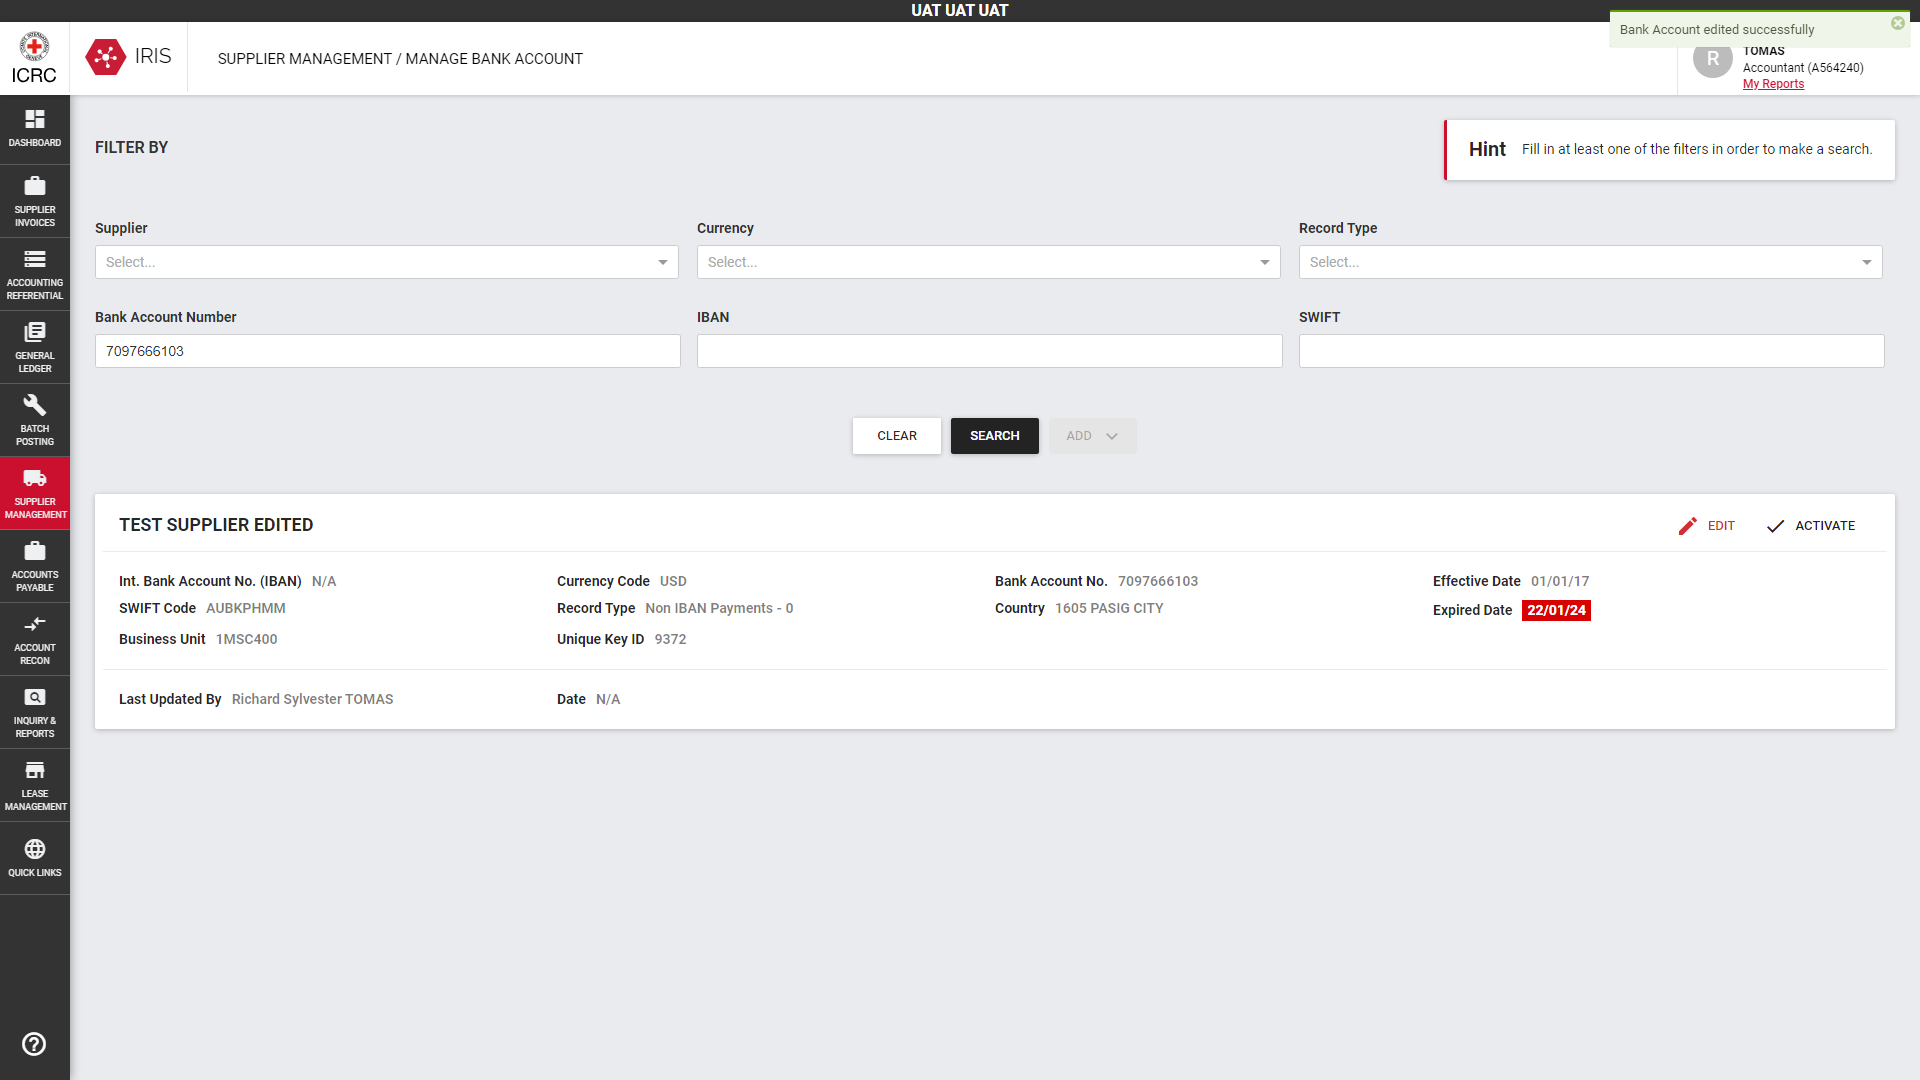 UAT UAT UAT
Bank Account edited successfully
ICRC
IRIS
SUPPLIER MANAGEMENT / MANAGE BANK ACCOUNT
R
TOMAS
Accountant (A564240)
My Reports
DASHBOARD
SUPPLIER
INVOICES
ACCOUNTING
REFERENTIAL
GENERAL
LEDGER
BATCH
POSTING
SUPPLIER
MANAGEMENT
ACCOUNTS
PAYABLE
ACCOUNT
RECON
INQUIRY &
REPORTS
LEASE
MANAGEMENT
QUICK LINKS
FILTER BY
Hint Fill in at least one of the filters in order to make a search.
Supplier Currency Record Type
Select... Select... Select...
Bank Account Number IBAN SWIFT
7097666103
CLEAR SEARCH ADD
TEST SUPPLIER EDITED EDIT ACTIVATE
Int. Bank Account No. (IBAN) N/A Currency Code USD Bank Account No. 7097666103 Effective Date 01/01/17
SWIFT Code AUBKPHMM Record Type Non IBAN Payments - 0 Country 1605 PASIG CITY Expired Date 22/01/24
Business Unit 1MSC400 Unique Key ID 9372
Last Updated By Richard Sylvester TOMAS Date N/A